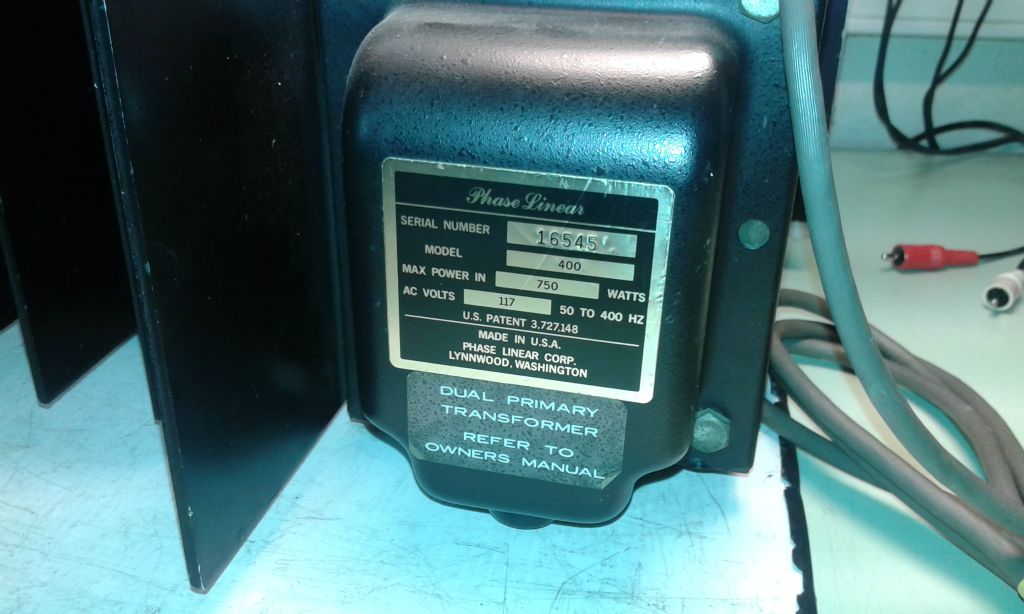 Phase Linear
SERIAL NUMBER 16545
MODEL 400
MAX POWER IN 750 WATTS
AC VOLTS 117 50 TO 400 HZ
U.S. PATENT 3,727,148
MADE IN U.S.A.
PHASE LINEAR CORP.
LYNNWOOD, WASHINGTON
DUAL PRIMARY
TRANSFORMER
REFER TO
OWNERS MANUAL